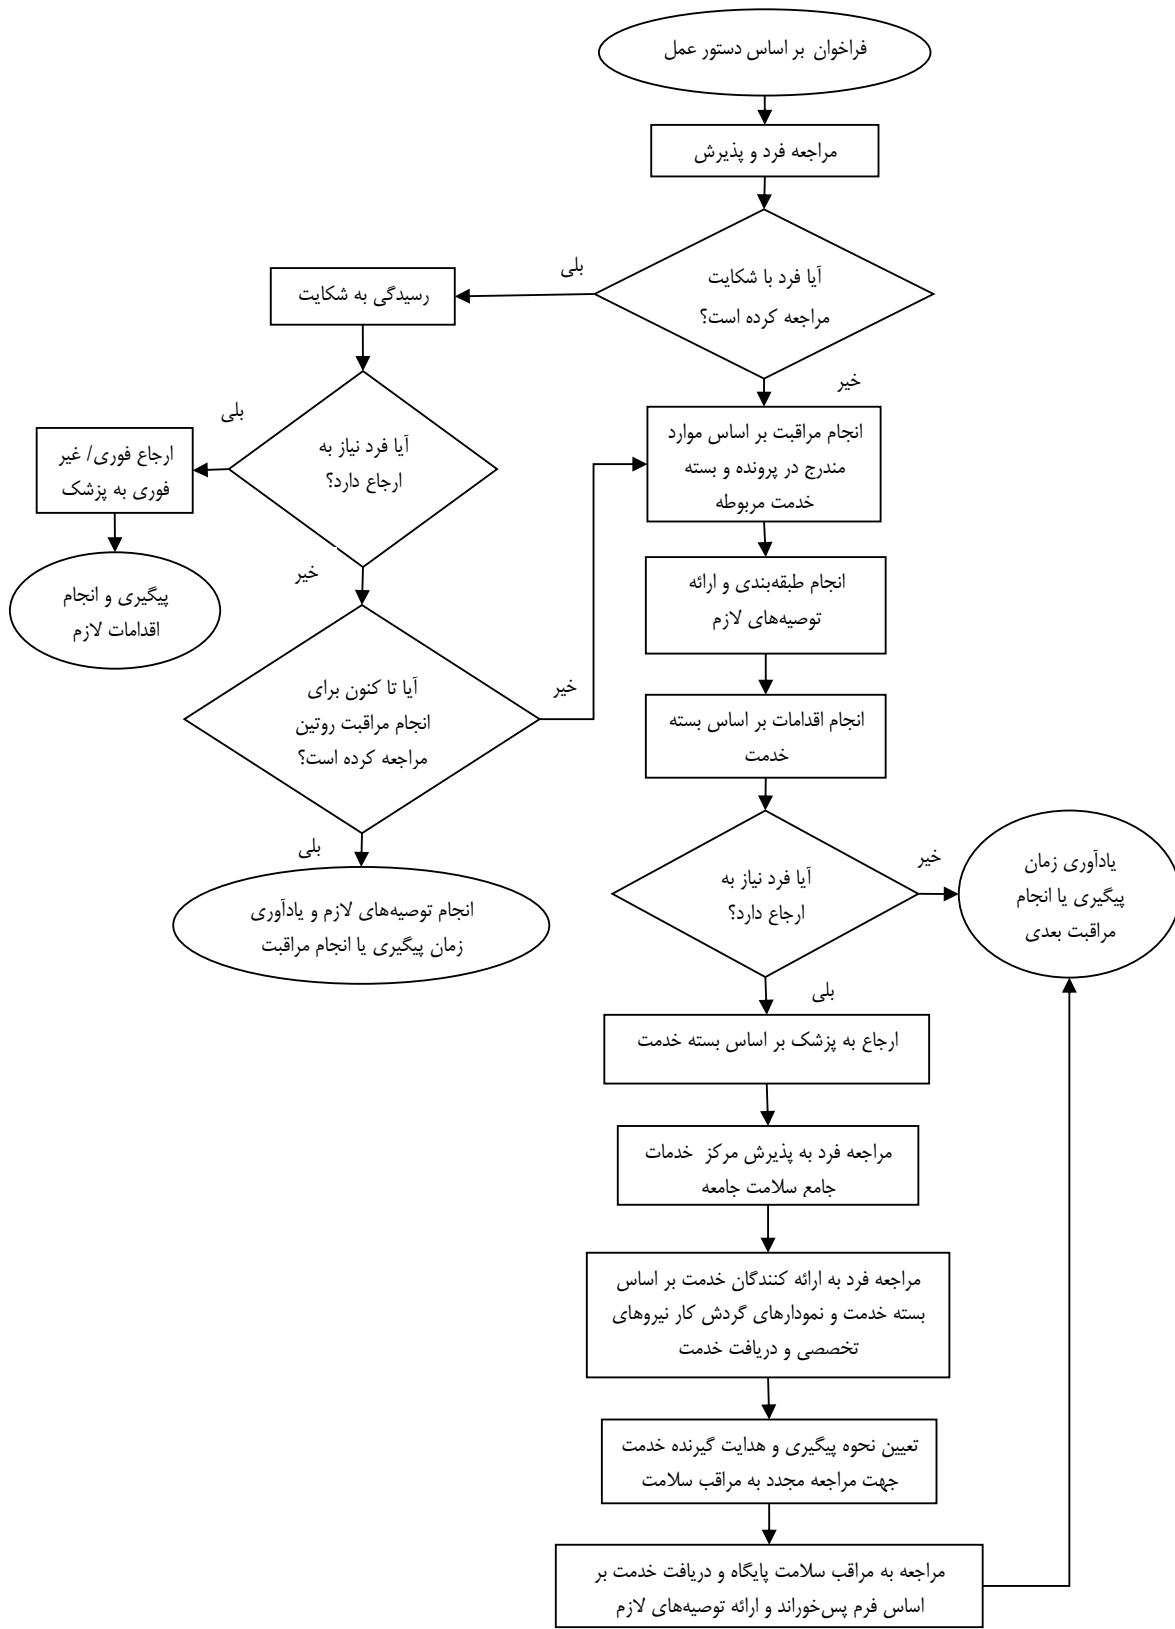 فراخوان بر اساس دستور عمل
مراجعه فرد و پذیرش
آیا فرد با شکایت
مراجعه کرده است؟
بلی
رسیدگی به شکایت
خیر
آیا فرد نیاز به
ارجاع دارد؟
بلی
ارجاع فوری/ غیر
فوری به پزشک
پیگیری و انجام
اقدامات لازم
خیر
آیا تا کنون برای
انجام مراقبت روتین
مراجعه کرده است؟
خیر
بلی
انجام توصیه‌های لازم و یادآوری
زمان پیگیری یا انجام مراقبت
انجام مراقبت بر اساس موارد
مندرج در پرونده و بسته
خدمت مربوطه
انجام طبقه‌بندی و ارائه
توصیه‌های لازم
انجام اقدامات بر اساس بسته
خدمت
آیا فرد نیاز به
ارجاع دارد؟
خیر
یادآوری زمان
پیگیری یا انجام
مراقبت بعدی
بلی
ارجاع به پزشک بر اساس بسته خدمت
مراجعه فرد به پذیرش مرکز خدمات
جامع سلامت جامعه
مراجعه فرد به ارائه کنندگان خدمت بر اساس
بسته خدمت و نمودارهای گردش کار نیروهای
تخصصی و دریافت خدمت
تعیین نحوه پیگیری و هدایت گیرنده خدمت
جهت مراجعه مجدد به مراقب سلامت
مراجعه به مراقب سلامت پایگاه و دریافت خدمت بر
اساس فرم پس‌خوراند و ارائه توصیه‌های لازم